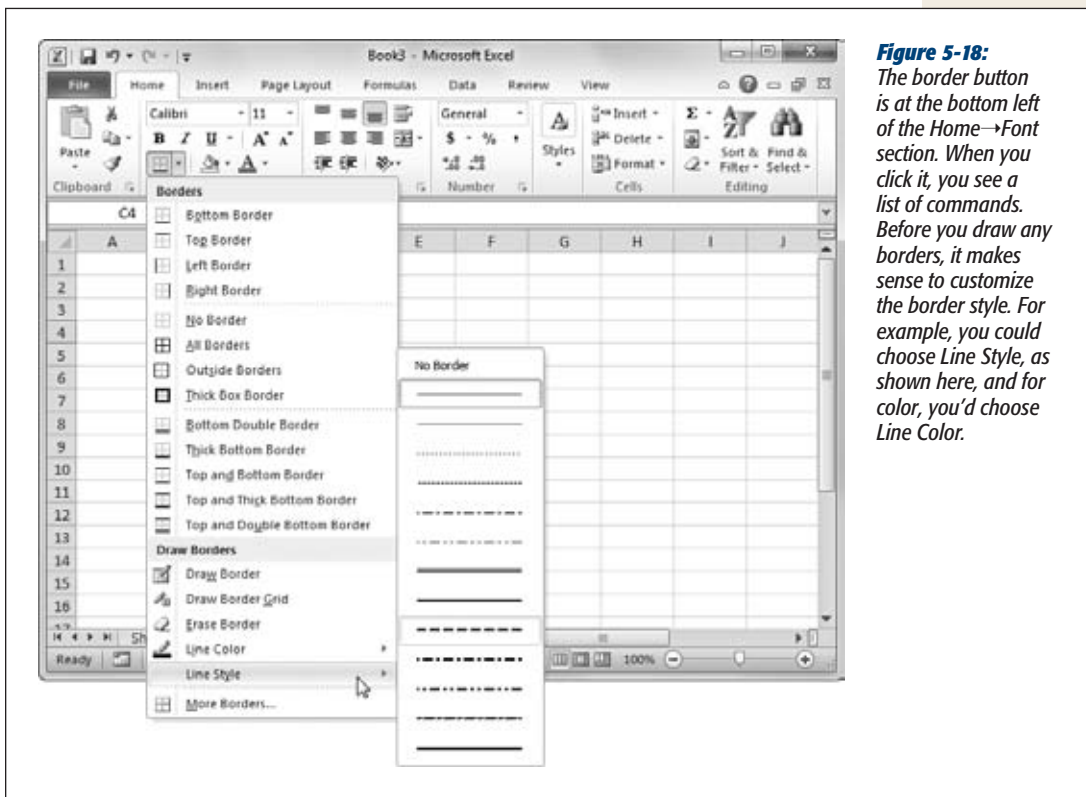 Book3 - Microsoft Excel
File Home Insert Page Layout Formulas Data Review View
Calibri 11 General Insert
Paste B I U A A $ % , Styles Delete Sort & Find &
A Format Filter Select
Clipboard Number Cells Editing
C4
A E F G H I J
1
2
3
4
5
6
7
8
9
10
11
12
13
14
15
16
Sh
Ready 100%
Borders
Bottom Border
Top Border
Left Border
Right Border
No Border
All Borders
Outside Borders
Thick Box Border
Bottom Double Border
Thick Bottom Border
Top and Bottom Border
Top and Thick Bottom Border
Top and Double Bottom Border
Draw Borders
Draw Border
Draw Border Grid
Erase Border
Line Color
Line Style
More Borders...
No Border
Figure 5-18:
The border button
is at the bottom left
of the Home→Font
section. When you
click it, you see a
list of commands.
Before you draw any
borders, it makes
sense to customize
the border style. For
example, you could
choose Line Style, as
shown here, and for
color, you’d choose
Line Color.